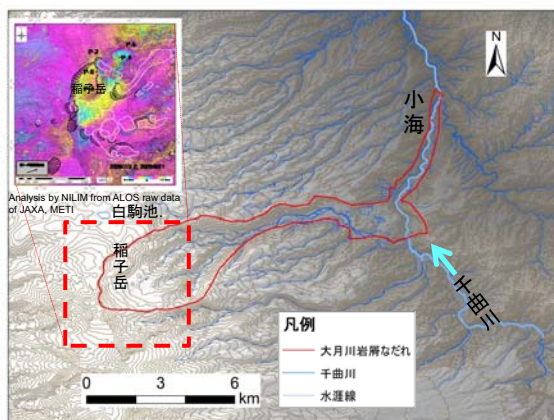 P-2
P-6
稲子岳
Analysis by NILIM from ALOS raw data
of JAXA, METI
白駒池.
稲子岳
小海
N
千曲川
凡例
大月川岩屑なだれ
千曲川
水涯線
0 3 6
km